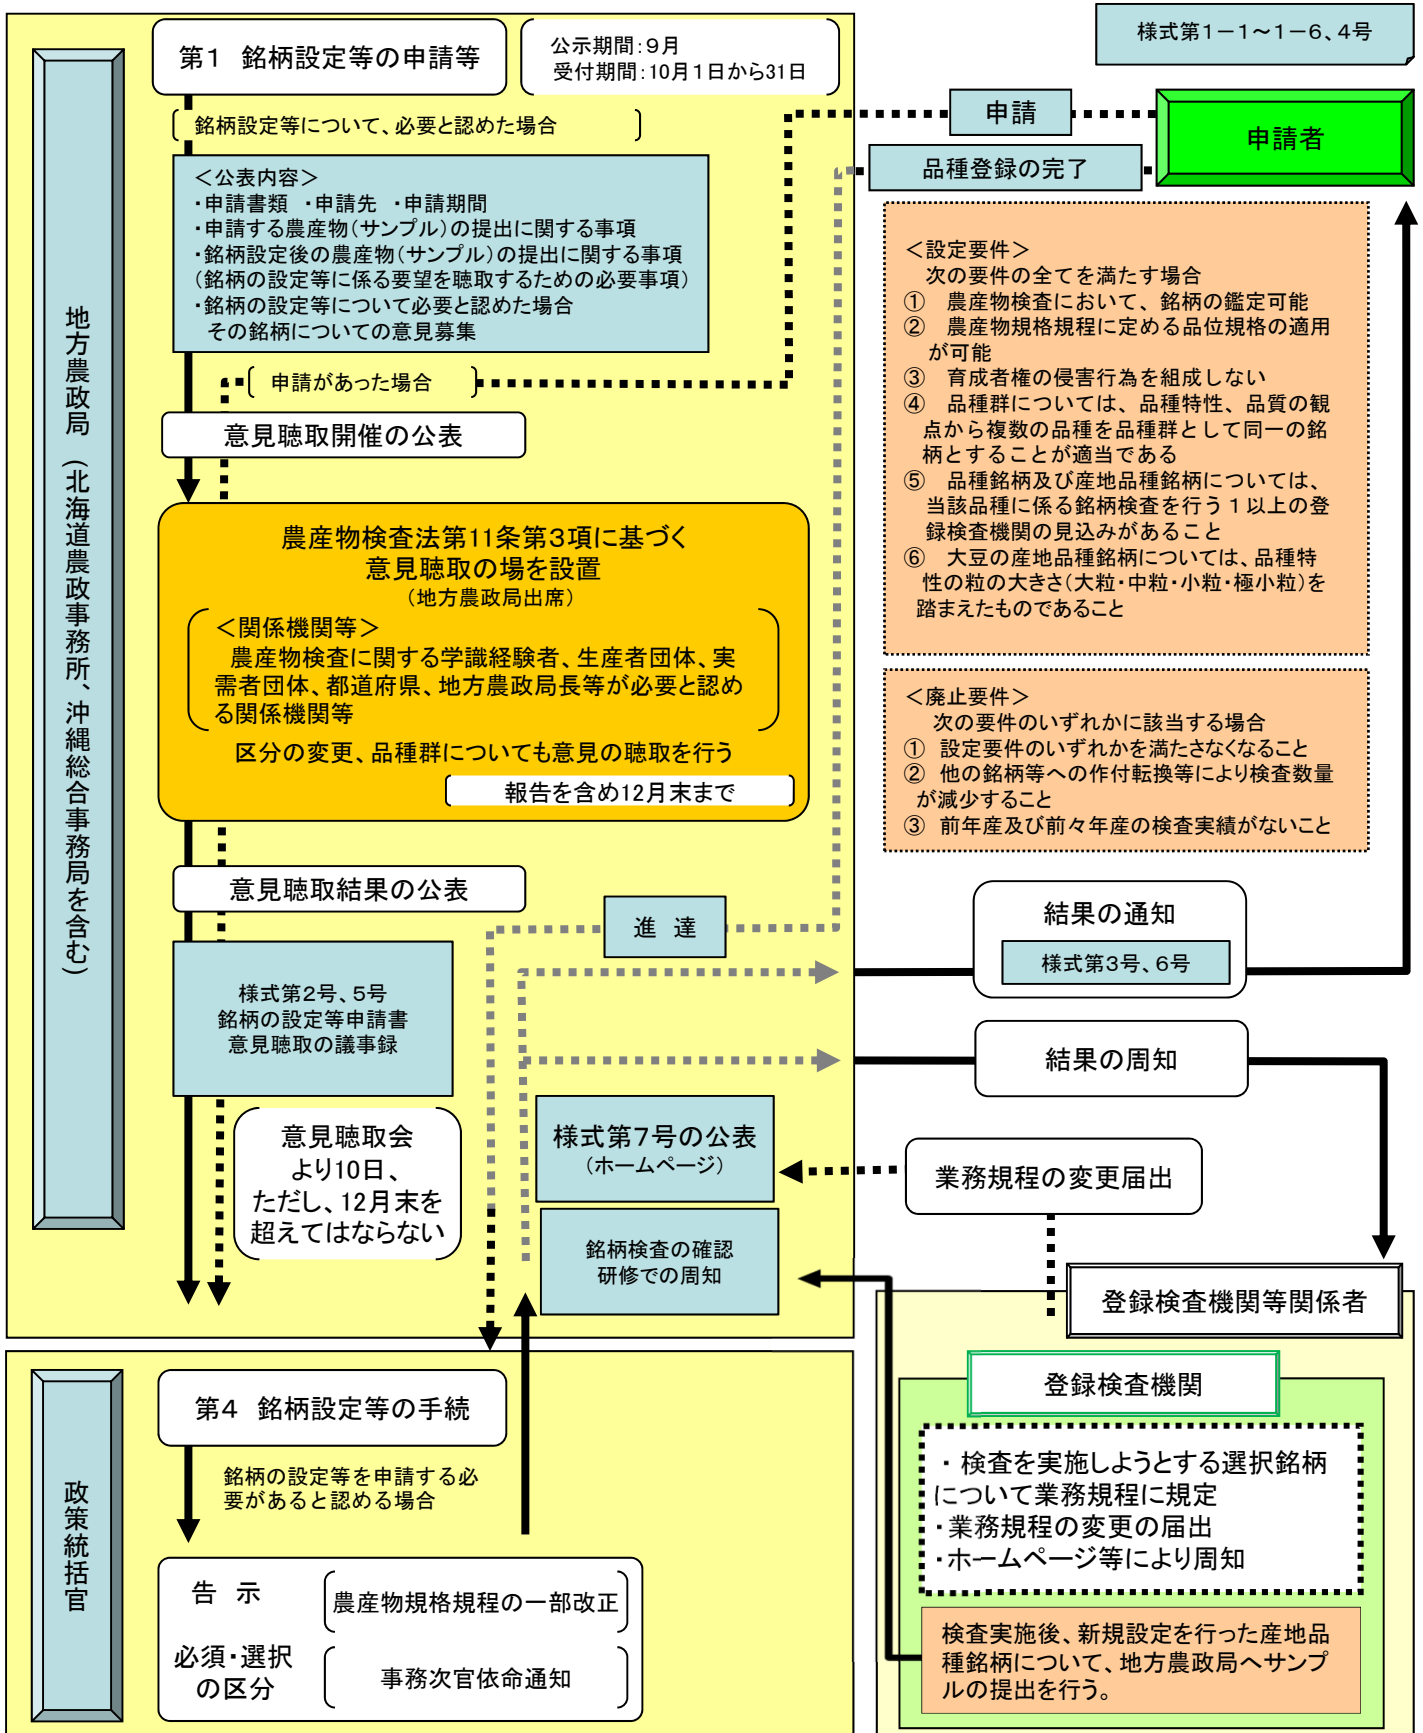 様式第1－1～1－6、4号
第1　銘柄設定等の申請等
公示期間：9月
受付期間：10月1日から31日
銘柄設定等について、必要と認めた場合
申請
申請者
品種登録の完了
＜公表内容＞
・申請書類　・申請先　・申請期間
・申請する農産物（サンプル）の提出に関する事項
・銘柄設定後の農産物（サンプル）の提出に関する事項
（銘柄の設定等に係る要望を聴取するための必要事項）
・銘柄の設定等について必要と認めた場合
その銘柄についての意見募集
申請があった場合
意見聴取開催の公表
地方農政局（北海道農政事務所、沖縄総合事務局を含む）
農産物検査法第11条第3項に基づく
意見聴取の場を設置
（地方農政局出席）
＜関係機関等＞
農産物検査に関する学識経験者、生産者団体、実
需者団体、都道府県、地方農政局長等が必要と認め
る関係機関等
区分の変更、品種群についても意見の聴取を行う
報告を含め12月末まで
＜設定要件＞
次の要件の全てを満たす場合
①　農産物検査において、銘柄の鑑定可能
②　農産物規格規程に定める品位規格の適用
が可能
③　育成者権の侵害行為を組成しない
④　品種群については、品種特性、品質の観
点から複数の品種を品種群として同一の銘
柄とすることが適当である
⑤　品種銘柄及び産地品種銘柄については、
当該品種に係る銘柄検査を行う1以上の登
録検査機関の見込みがあること
⑥　大豆の産地品種銘柄については、品種特
性の粒の大きさ（大粒・中粒・小粒・極小粒）を
踏まえたものであること
＜廃止要件＞
次の要件のいずれかに該当する場合
①　設定要件のいずれかを満たさなくなること
②　他の銘柄等への作付転換等により検査数量
が減少すること
③　前年産及び前々年産の検査実績がないこと
意見聴取結果の公表
進　達
結果の通知
様式第3号、6号
様式第2号、5号
銘柄の設定等申請書
意見聴取の議事録
結果の周知
意見聴取会
より10日、
ただし、12月末を
超えてはならない
様式第7号の公表
（ホームページ）
業務規程の変更届出
銘柄検査の確認
研修での周知
登録検査機関等関係者
政策統括官
第4　銘柄設定等の手続
銘柄の設定等を申請する必
要があると認める場合
告　示
農産物規格規程の一部改正
必須・選択
の区分
事務次官依命通知
登録検査機関
・検査を実施しようとする選択銘柄
について業務規程に規定
・業務規程の変更の届出
・ホームページ等により周知
検査実施後、新規設定を行った産地品
種銘柄について、地方農政局へサンプ
ルの提出を行う。